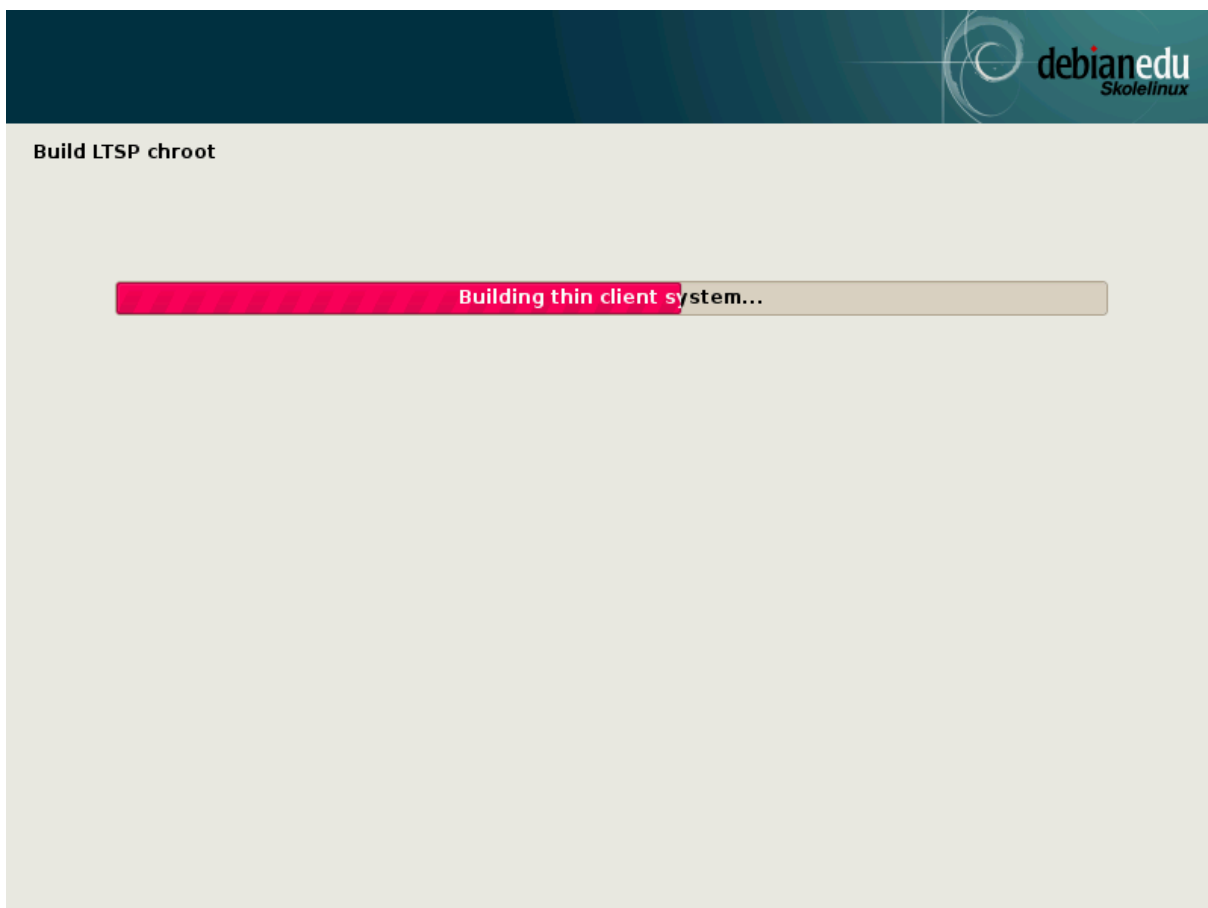 debianedu
Skolelinux
Build LTSP chroot
Building thin client system...